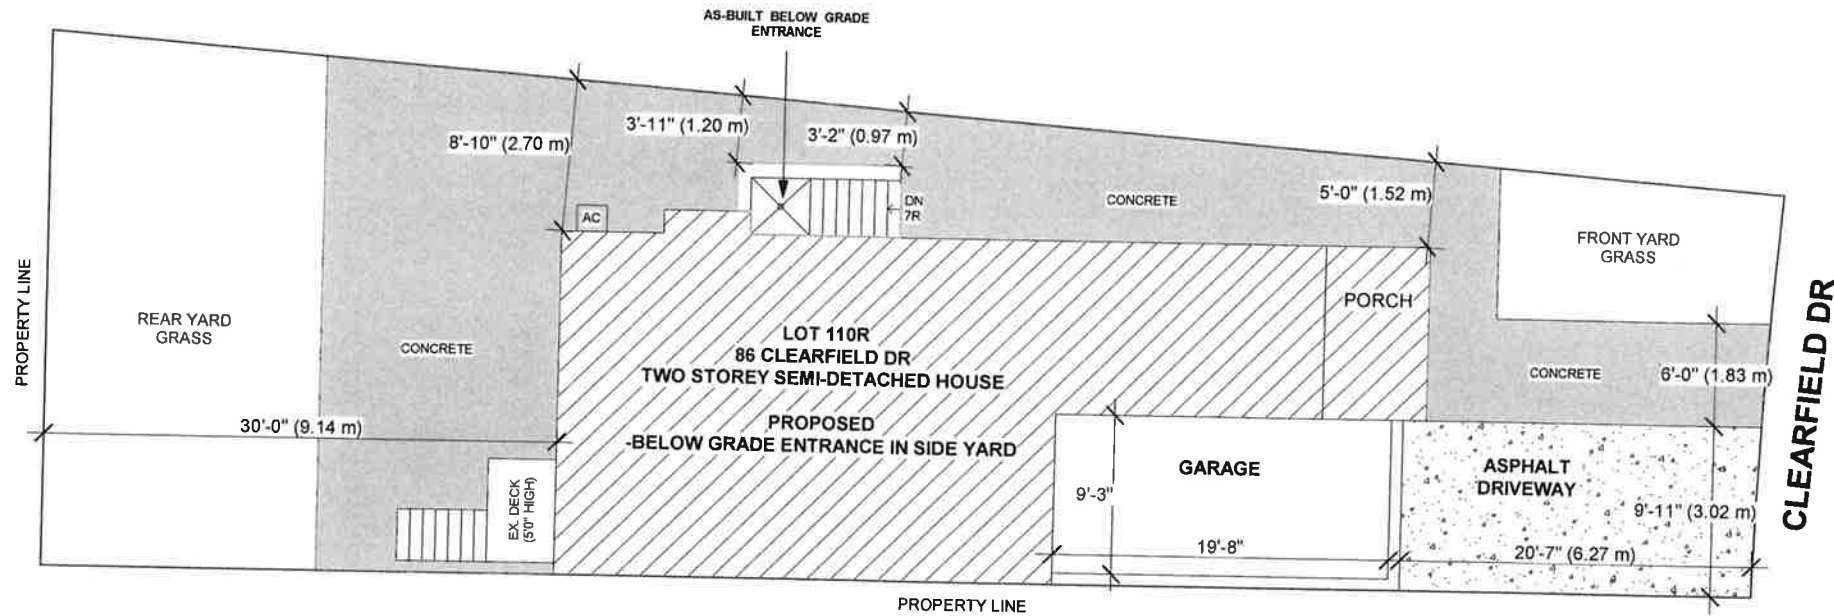 AS-BUILT BELOW GRADE
ENTRANCE
8'-10" (2.70 m)
3'-11" (1.20 m)
3'-2" (0.97 m)
5'-0" (1.52 m)
AC
DN
7R
CONCRETE
FRONT YARD
GRASS
PORCH
PROPERTY LINE
REAR YARD
GRASS
CONCRETE
LOT 110R
86 CLEARFIELD DR
TWO STOREY SEMI-DETACHED HOUSE
PROPOSED
-BELOW GRADE ENTRANCE IN SIDE YARD
CONCRETE
6'-0" (1.83 m)
CLEARFIELD DR
30'-0" (9.14 m)
EX. DECK
(5'0" HIGH)
9'-3"
GARAGE
19'-8"
ASPHALT
DRIVEWAY
9'-11" (3.02 m)
20'-7" (6.27 m)
PROPERTY LINE